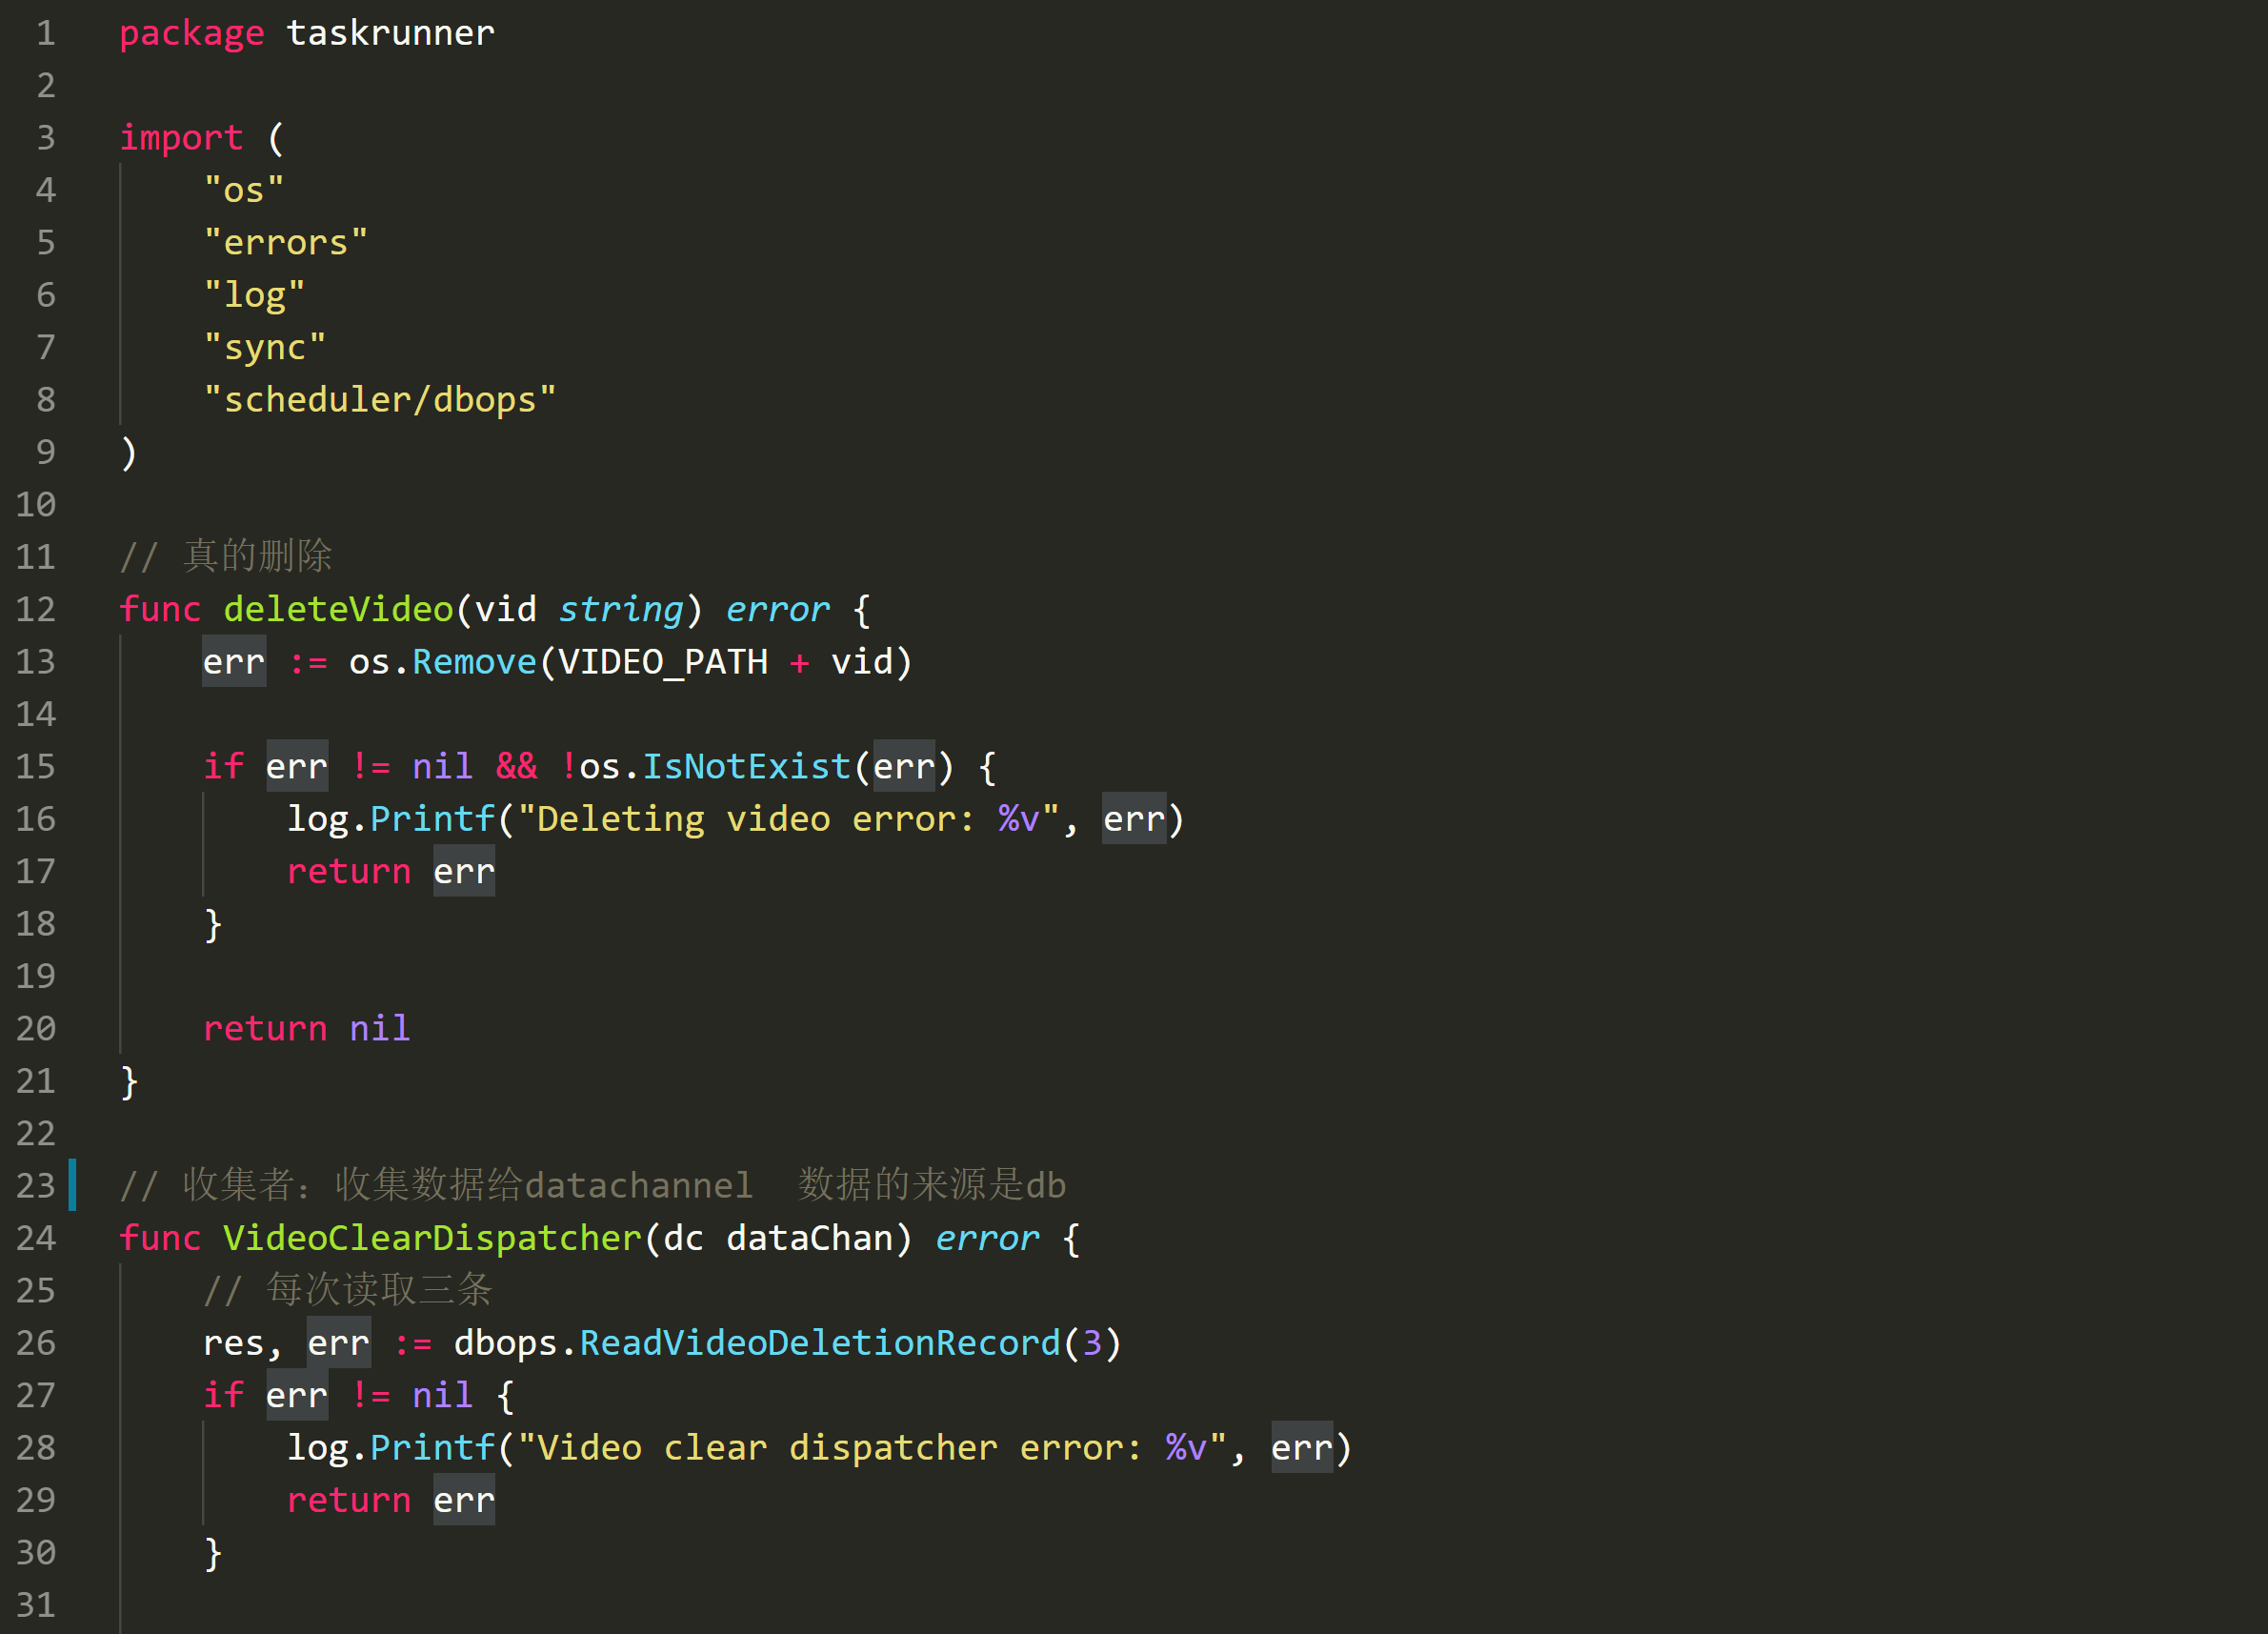 1 package taskrunner
2
3 import (
4 "os"
5 "errors"
6 "log"
7 "sync"
8 "scheduler/dbops"
9 )
10
11 // 真的删除
12 func deleteVideo(vid string) error {
13 err := os.Remove(VIDEO_PATH + vid)
14
15 if err != nil && !os.IsNotExist(err) {
16 log.Printf("Deleting video error: %v", err)
17 return err
18 }
19
20 return nil
21 }
22
23 // 收集者：收集数据给datachannel  数据的来源是db
24 func VideoClearDispatcher(dc dataChan) error {
25 // 每次读取三条
26 res, err := dbops.ReadVideoDeletionRecord(3)
27 if err != nil {
28 log.Printf("Video clear dispatcher error: %v", err)
29 return err
30 }
31